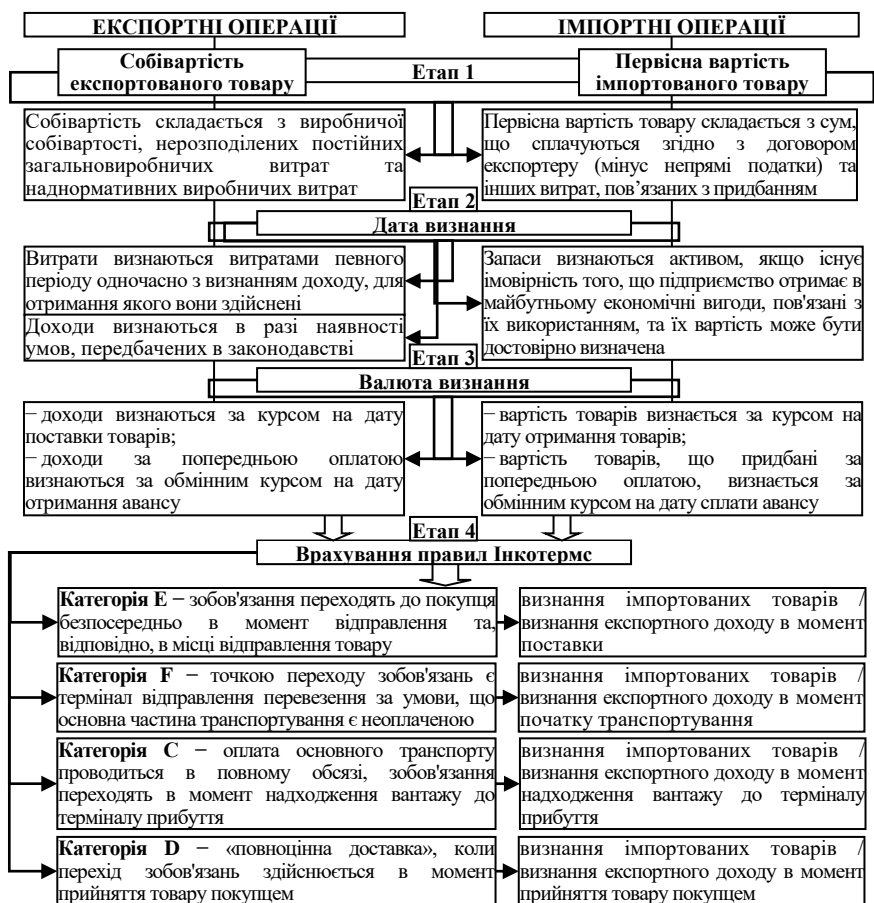 ЕКСПОРТНІ ОПЕРАЦІЇ
ІМПОРТНІ ОПЕРАЦІЇ
Собівартість
експортованого товару
Етап 1
Первісна вартість
імпортованого товару
Собівартість складається з виробничої
собівартості, нерозподілених постійних
загальновиробничих витрат та
наднормативних виробничих витрат
Первісна вартість товару складається з сум,
що сплачуються згідно з договором
експортеру (мінус непрямі податки) та
інших витрат, пов’язаних з придбанням
Етап 2
Дата визнання
Витрати визнаються витратами певного
періоду одночасно з визнанням доходу, для
отримання якого вони здійснені
Доходи визнаються в разі наявності
умов, передбачених в законодавстві
Запаси визнаються активом, якщо існує
імовірність того, що підприємство отримає в
майбутньому економічні вигоди, пов'язані з
їх використанням, та їх вартість може бути
достовірно визначена
Етап 3
Валюта визнання
− доходи визнаються за курсом на дату
поставки товарів;
− доходи за попередньою оплатою
визнаються за обмінним курсом на дату
отримання авансу
− вартість товарів визнається за курсом на
дату отримання товарів;
− вартість товарів, що придбані за
попередньою оплатою, визнається за
обмінним курсом на дату сплати авансу
Етап 4
Врахування правил Інкотермс
Категорія E − зобов'язання переходять до покупця
безпосередньо в момент відправлення та,
відповідно, в місці відправлення товару
визнання імпортованих товарів /
визнання експортного доходу в момент
поставки
Категорія F − точкою переходу зобов'язань є
термінал відправлення перевезення за умови, що
основна частина транспортування є неоплаченою
визнання імпортованих товарів /
визнання експортного доходу в момент
початку транспортування
Категорія C − оплата основного транспорту
проводиться в повному обсязі, зобов'язання
переходять в момент надходження вантажу до
терміналу прибуття
визнання імпортованих товарів /
визнання експортного доходу в момент
надходження вантажу до терміналу
прибуття
Категорія D − «повноцінна доставка», коли
перехід зобов'язань здійснюється в момент
прийняття товару покупцем
визнання імпортованих товарів /
визнання експортного доходу в момент
прийняття товару покупцем